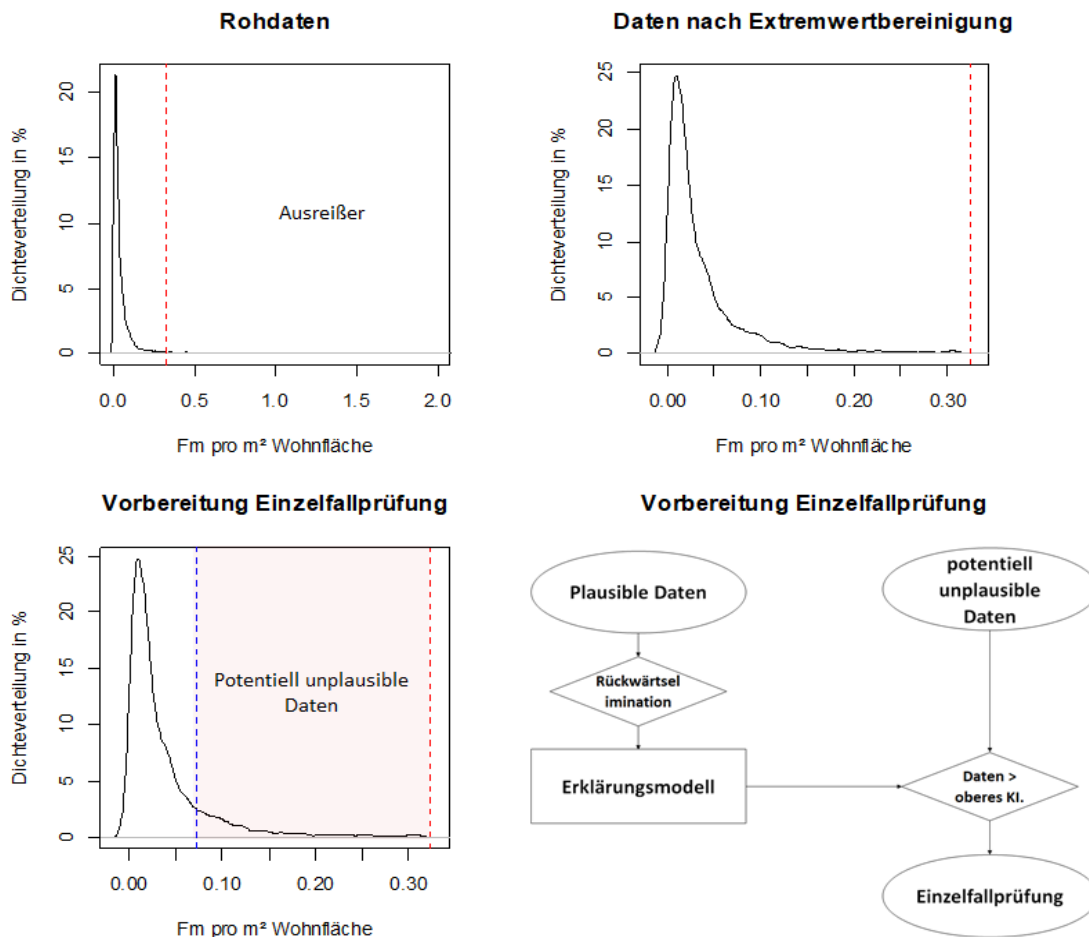 Rohdaten
Dichteverteilung in %
20
15
10
5
0
Ausreißer
0.0 0.5 1.0 1.5 2.0
Fm pro m² Wohnfläche
Daten nach Extremwertbereinigung
Dichteverteilung in %
25
20
15
10
5
0
0.00 0.10 0.20 0.30
Fm pro m² Wohnfläche
Vorbereitung Einzelfallprüfung
Dichteverteilung in %
25
20
15
10
5
0
Potentiell unplausible
Daten
0.00 0.10 0.20 0.30
Fm pro m² Wohnfläche
Vorbereitung Einzelfallprüfung
Plausible Daten
Rückwärtsel
imination
Erklärungsmodell
potentiell
unplausible
Daten
Daten >
oberes KI.
Einzelfallprüfung